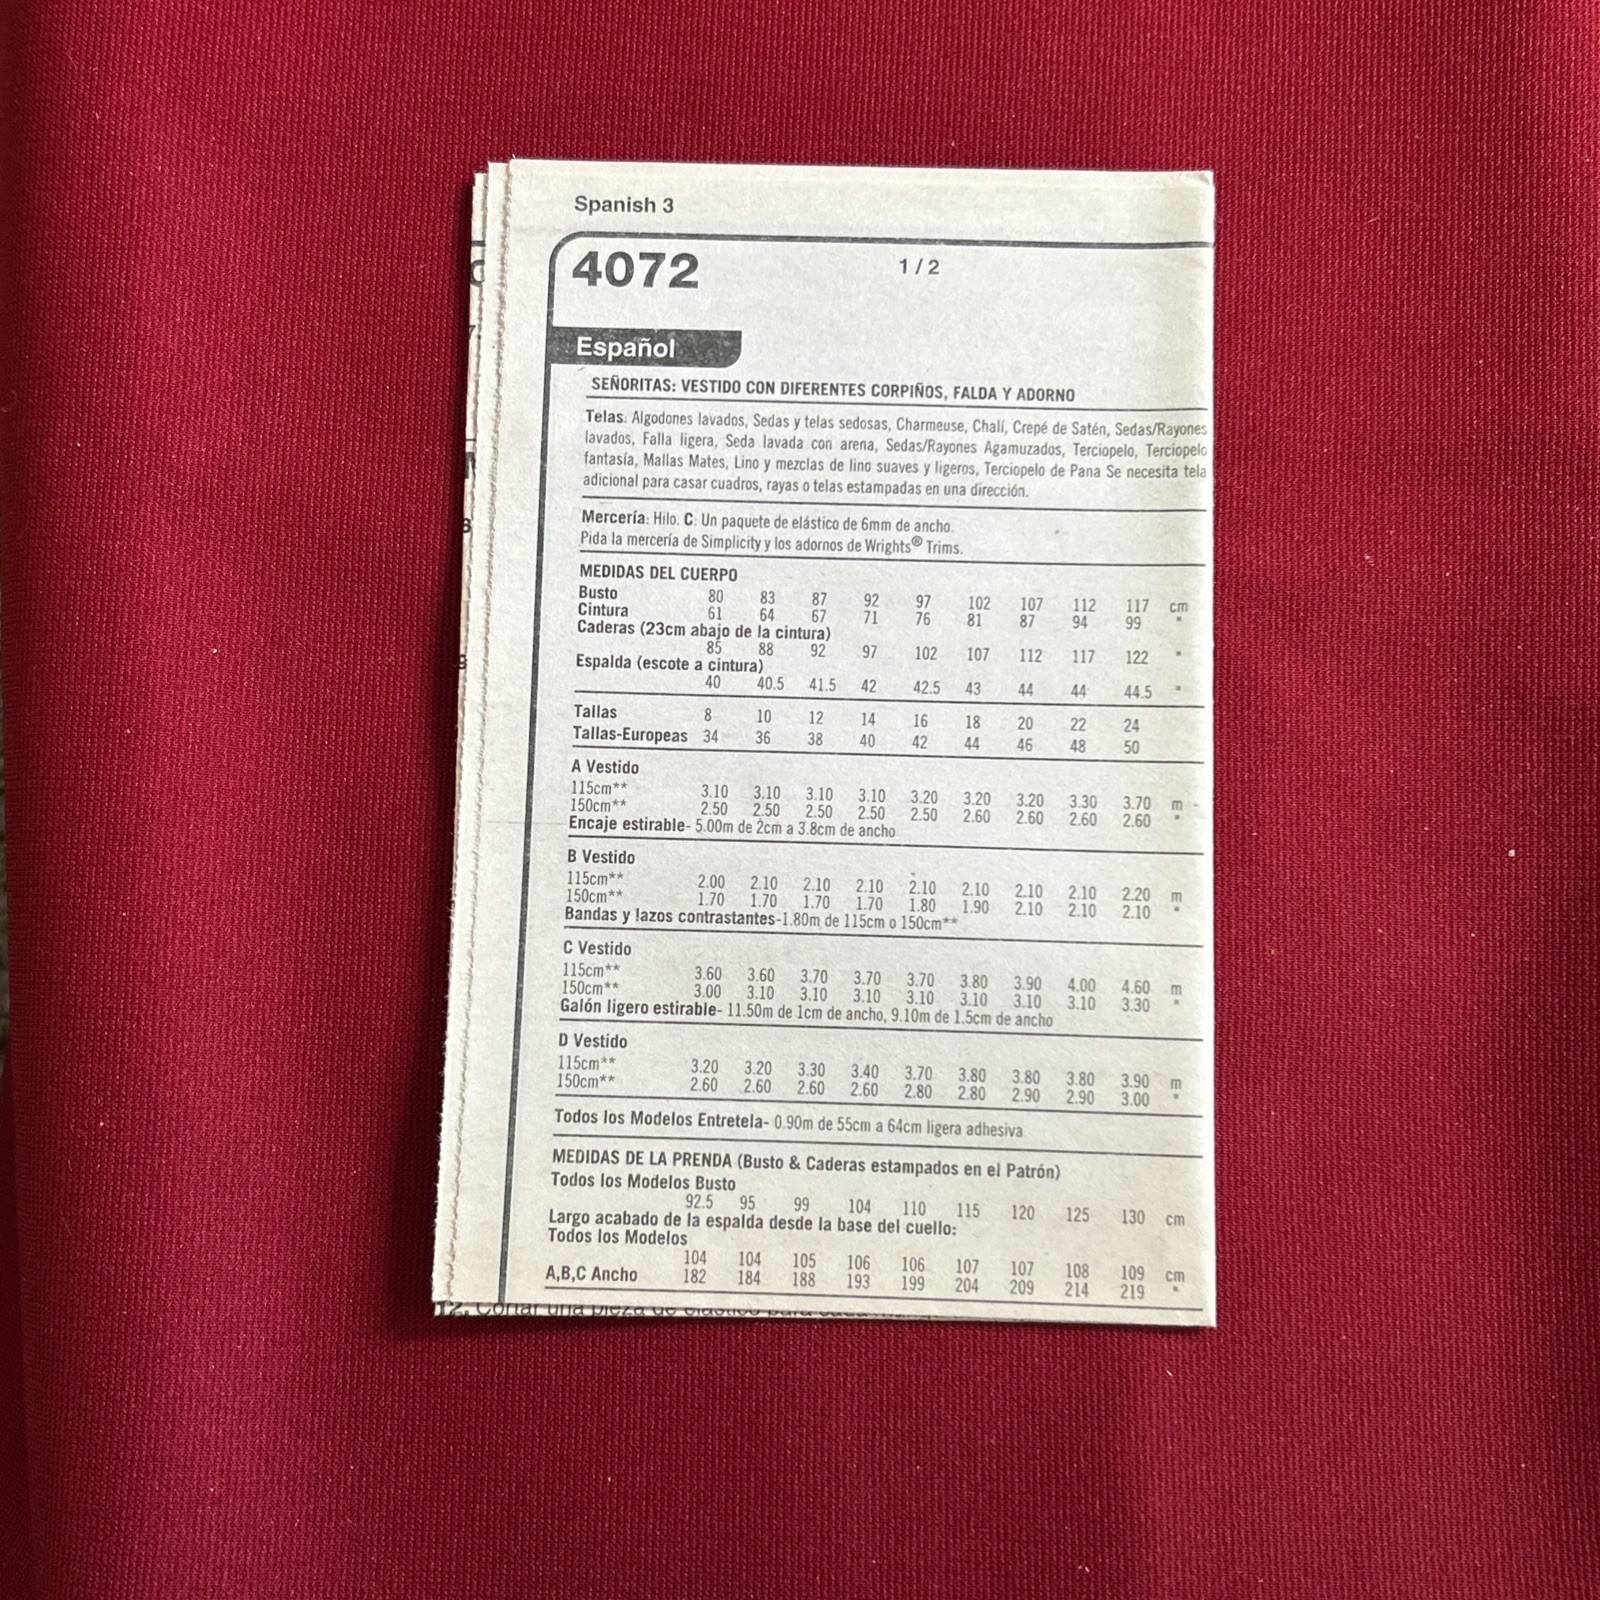 Spanish 3
4072 1 / 2
Español
SEÑORITAS: VESTIDO CON DIFERENTES CORPIÑOS, FALDA Y ADORNO
Telas: Algodones lavados, Sedas y telas sedosas, Charmeuse, Chalí, Crepé de Satén, Sedas/Rayones
lavados, Falla ligera, Seda lavada con arena, Sedas/Rayones Agamuzados, Terciopelo, Terciopelo
fantasía, Mallas Mates, Lino y mezclas de lino suaves y ligeros, Terciopelo de Pana Se necesita tela
adicional para casar cuadros, rayas o telas estampadas en una dirección.
Mercería: Hilo. C: Un paquete de elástico de 6mm de ancho.
Pida la mercería de Simplicity y los adornos de Wrights® Trims.
MEDIDAS DEL CUERPO
Busto 80 83 87 92 97 102 107 112 117 cm
Cintura 61 64 67 71 76 81 87 94 99 "
Caderas (23cm abajo de la cintura)
85 88 92 97 102 107 112 117 122 "
Espalda (escote a cintura)
40 40.5 41.5 42 42.5 43 44 44 44.5 "
Tallas 8 10 12 14 16 18 20 22 24
Tallas-Europeas 34 36 38 40 42 44 46 48 50
A Vestido
115cm** 3.10 3.10 3.10 3.10 3.20 3.20 3.20 3.30 3.70 m
150cm** 2.50 2.50 2.50 2.50 2.50 2.60 2.60 2.60 2.60 "
Encaje estirable- 5.00m de 2cm a 3.8cm de ancho
B Vestido
115cm** 2.00 2.10 2.10 2.10 2.10 2.10 2.10 2.10 2.20 m
150cm** 1.70 1.70 1.70 1.70 1.80 1.90 2.10 2.10 2.10 "
Bandas y lazos contrastantes-1.80m de 115cm o 150cm**
C Vestido
115cm** 3.60 3.60 3.70 3.70 3.70 3.80 3.90 4.00 4.60 m
150cm** 3.00 3.10 3.10 3.10 3.10 3.10 3.10 3.10 3.30 "
Galón ligero estirable- 11.50m de 1cm de ancho, 9.10m de 1.5cm de ancho
D Vestido
115cm** 3.20 3.20 3.30 3.40 3.70 3.80 3.80 3.80 3.90 m
150cm** 2.60 2.60 2.60 2.60 2.80 2.80 2.90 2.90 3.00 "
Todos los Modelos Entretela- 0.90m de 55cm a 64cm ligera adhesiva
MEDIDAS DE LA PRENDA (Busto & Caderas estampados en el Patrón)
Todos los Modelos Busto
92.5 95 99 104 110 115 120 125 130 cm
Largo acabado de la espalda desde la base del cuello:
Todos los Modelos
104 104 105 106 106 107 107 108 109 cm
A,B,C Ancho 182 184 188 193 199 204 209 214 219 "
12. Cortar una pieza de elástico para